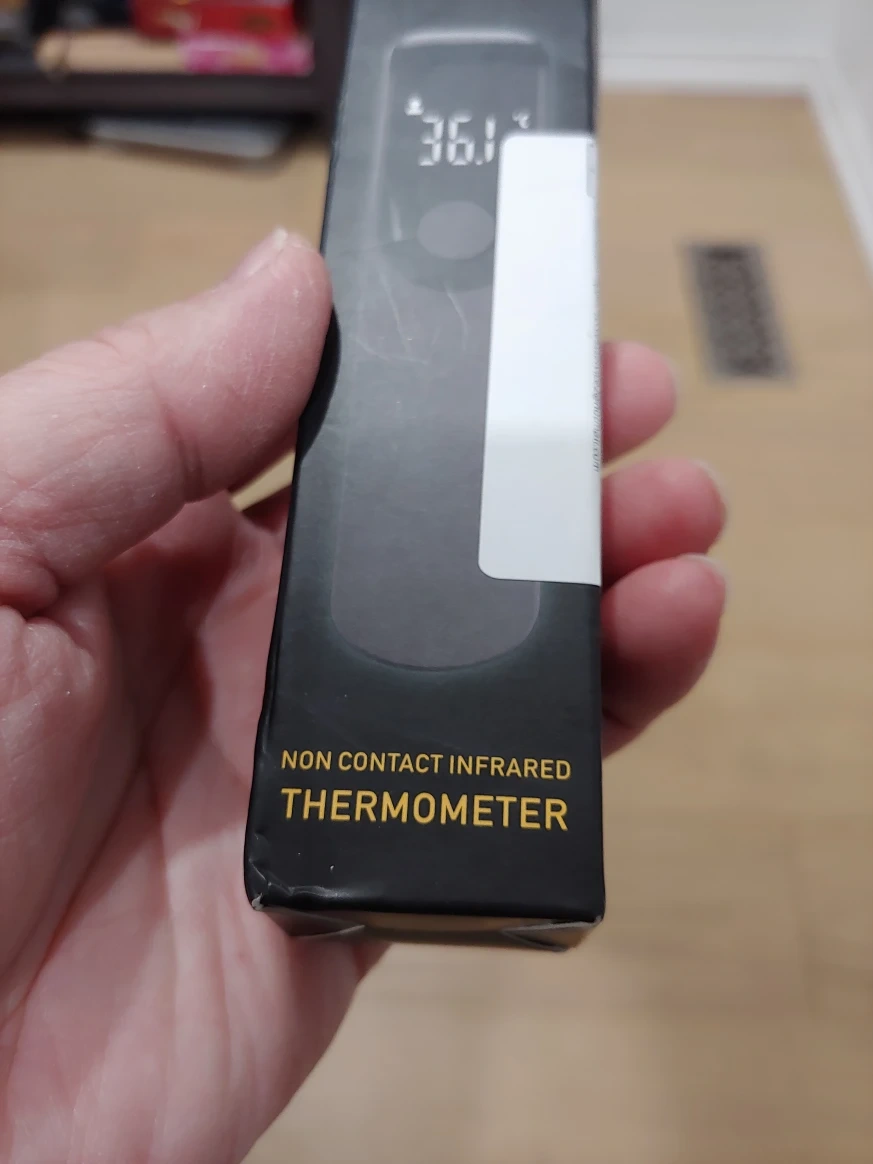 36.1 °C
NON CONTACT INFRARED
THERMOMETER